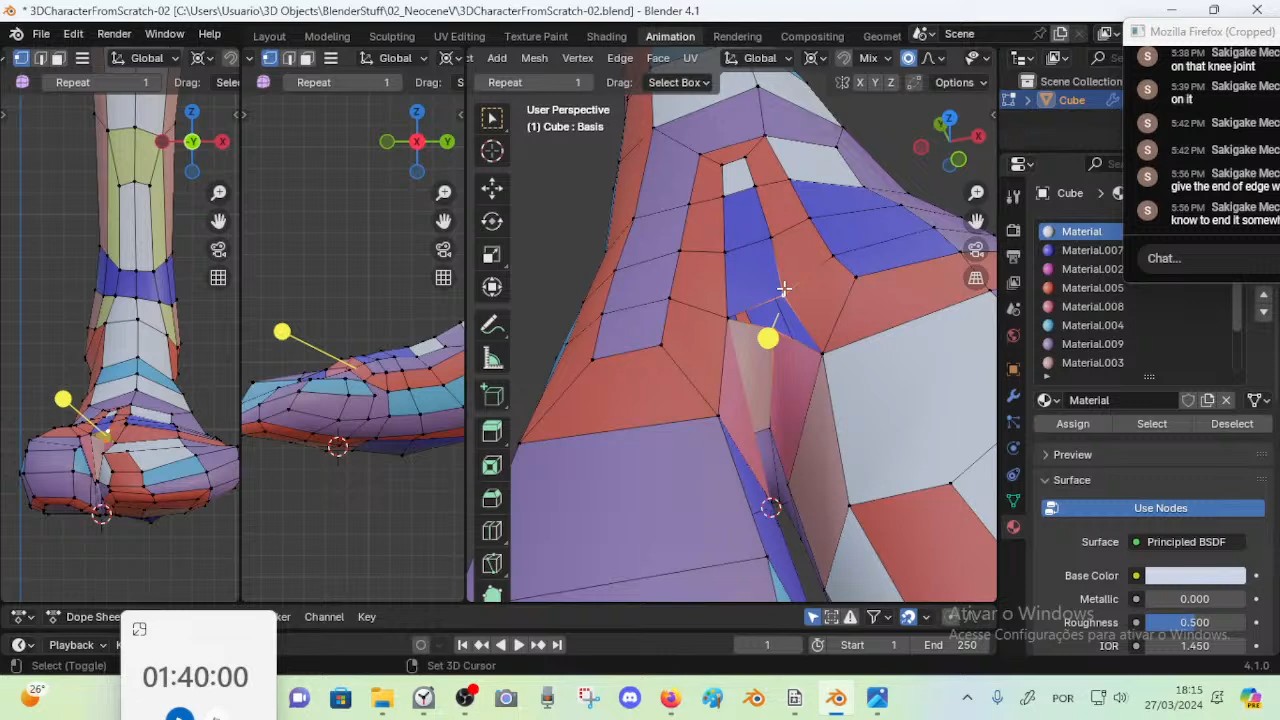 * 3DCharacterFromScratch-02 [C:\Users\Usuario\3D Objects\BlenderStuff\02_NeoceneV\3DCharacterFromScratch-02.blend] - Blender 4.1
File Edit Render Window Help
Layout Modeling Sculpting UV Editing Texture Paint Shading Animation Rendering Compositing Geomet
Scene
Mozilla Firefox (Cropped)
Global
Global
Add Mesh Vertex Edge Face UV
Global
Mix
Repeat 1 Drag: Selec
Repeat 1 Drag: S
Repeat 1 Drag: Select Box
X Y Z
Options
User Perspective
(1) Cube : Basis
Z
-Y
X
Z
X
Y
Z
X
Scene Collection
Cube
5:38 PM Sakigake Mec
on that knee joint
5:39 PM Sakigake Mec
on it
5:42 PM Sakigake Mec
5:42 PM Sakigake Mec
5:56 PM Sakigake Mec
give the end of edge w
5:56 PM Sakigake Mec
know to end it somewh
Chat...
Cube
Material
Material.007
Material.002
Material.005
Material.008
Material.004
Material.009
Material.003
Material
Assign Select Deselect
Preview
Surface
Use Nodes
Surface Principled BSDF
Base Color
Metallic 0.000
Roughness 0.500
IOR 1.450
Ativar o Windows
Acesse Configurações para ativar o Windows.
Dope Shee
Channel Key
Playback
1
Start 1
End 250
Select (Toggle)
Set 3D Cursor
4.1.0
01:40:00
26°
POR
18:15
27/03/2024